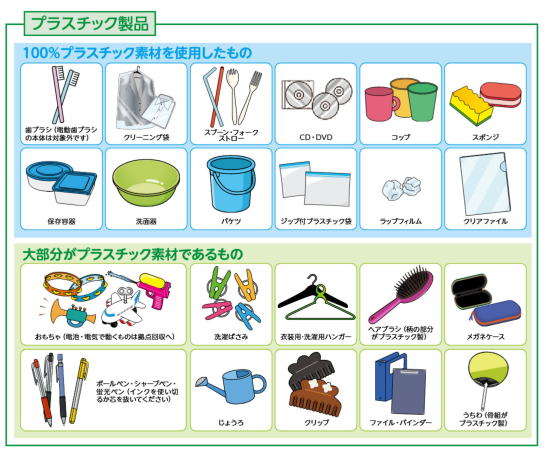 プラスチック製品
100%プラスチック素材を使用したもの
歯ブラシ（電動歯ブラシ
の本体は対象外です）
クリーニング袋
スプーン・フォーク
ストロー
CD・DVD
コップ
スポンジ
保存容器
洗面器
バケツ
ジップ付プラスチック袋
ラップフィルム
クリアファイル
大部分がプラスチック素材であるもの
おもちゃ（電池・電気で動くものは拠点回収へ）
洗濯ばさみ
衣装用・洗濯用ハンガー
ヘアブラシ（柄の部分
がプラスチック製）
メガネケース
ボールペン・シャープペン・
蛍光ペン（インクを使い切
るか芯を抜いてください）
じょうろ
クリップ
ファイル・バインダー
うちわ（骨組が
プラスチック製）